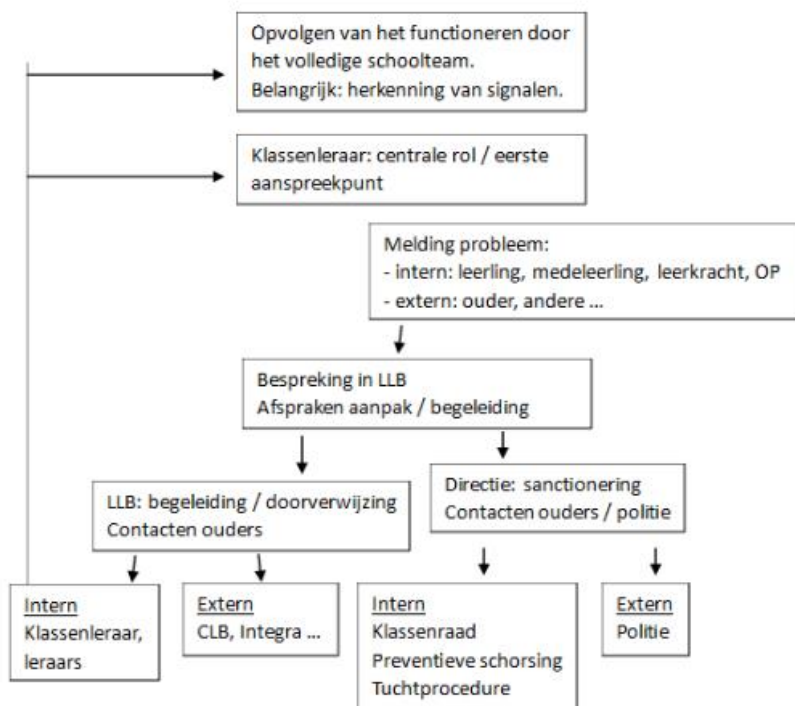 Opvolgen van het functioneren door
het volledige schoolteam.
Belangrijk: herkenning van signalen.
Klassenleraar: centrale rol / eerste
aanspreekpunt
Melding probleem:
- intern: leerling, medeleerling, leerkracht, OP
- extern: ouder, andere ...
Bespreking in LLB
Afspraken aanpak / begeleiding
LLB: begeleiding / doorverwijzing
Contacten ouders
Directie: sanctionering
Contacten ouders / politie
Intern
Klassenleraar,
leraars
Extern
CLB, Integra ...
Intern
Klassenraad
Preventieve schorsing
Tuchtprocedure
Extern
Politie